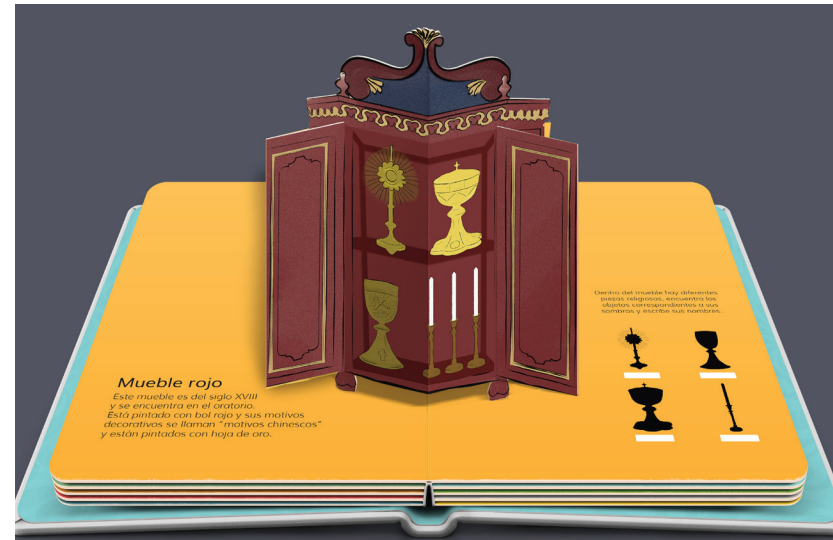 Mueble rojo
Este mueble es del siglo XVIII
y se encuentra en el oratorio.
Está pintado con bol rojo y sus motivos
decorativos se llaman "motivos chinescos"
y están pintados con hoja de oro.
Dentro del mueble hay diferentes
piezas religiosas, encuentra los
objetos correspondientes a sus
sombras y escribe sus nombres.